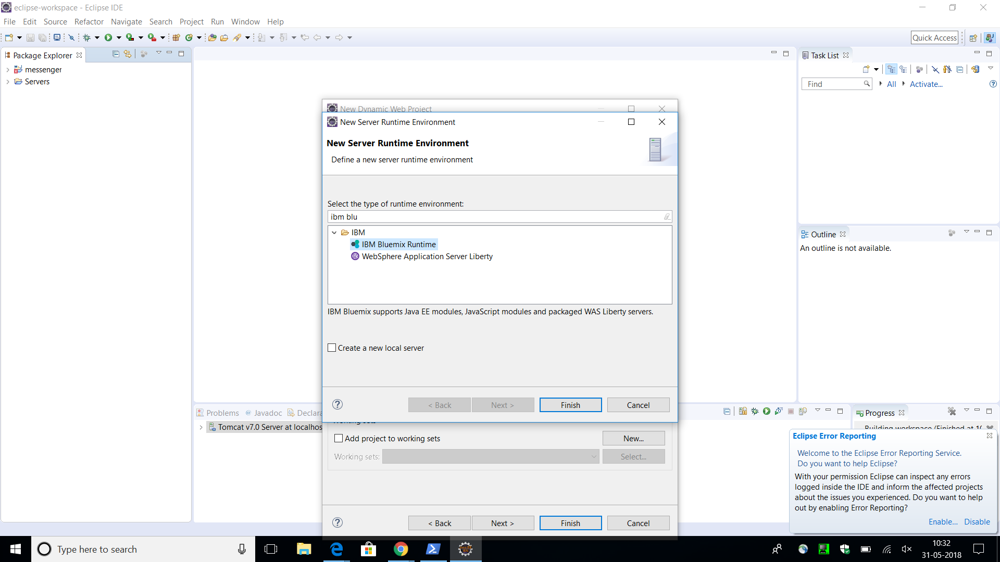 eclipse-workspace - Eclipse IDE
File Edit Source Refactor Navigate Search Project Run Window Help
Quick Access
Package Explorer
messenger
Servers
Task List
Find
All
Activate...
Outline
An outline is not available.
New Dynamic Web Project
New Server Runtime Environment
New Server Runtime Environment
Define a new server runtime environment
Select the type of runtime environment:
ibm blu
IBM
IBM Bluemix Runtime
WebSphere Application Server Liberty
IBM Bluemix supports Java EE modules, JavaScript modules and packaged WAS Liberty servers.
Create a new local server
< Back Next > Finish Cancel
Problems @ Javadoc Declara
Tomcat v7.0 Server at localhos
Progress
Building workspace (Finished at 1
Add project to working sets
New...
Working sets:
Select...
< Back Next > Finish Cancel
Eclipse Error Reporting
Welcome to the Eclipse Error Reporting Service.
Do you want to help Eclipse?
With your permission Eclipse can inspect any errors
logged inside the IDE and inform the affected projects
about the issues you experienced. Do you want to help
out by enabling Error Reporting?
Enable... Disable
Type here to search
10:32
31-05-2018